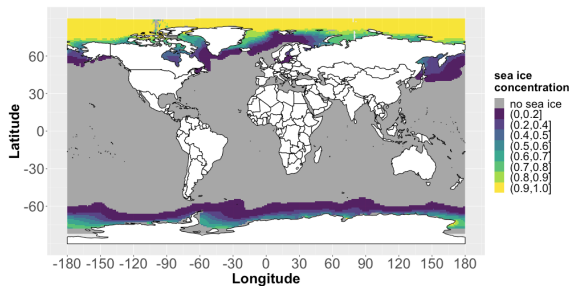 60
30
0
-30
-60
Latitude
-180 -150 -120 -90 -60 -30 0 30 60 90 120 150 180
Longitude
sea ice
concentration
no sea ice
(0,0.2]
(0.2,0.4]
(0.4,0.5]
(0.5,0.6]
(0.6,0.7]
(0.7,0.8]
(0.8,0.9]
(0.9,1.0]